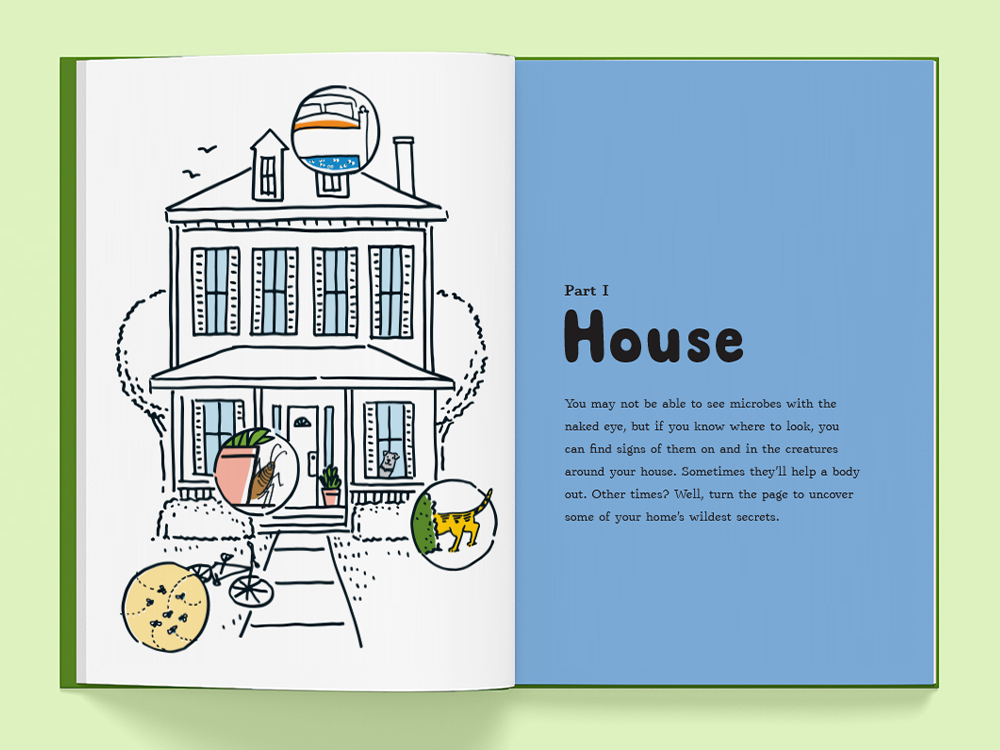 Part I
House
You may not be able to see microbes with the
naked eye, but if you know where to look, you
can find signs of them on and in the creatures
around your house. Sometimes they'll help a body
out. Other times? Well, turn the page to uncover
some of your home's wildest secrets.